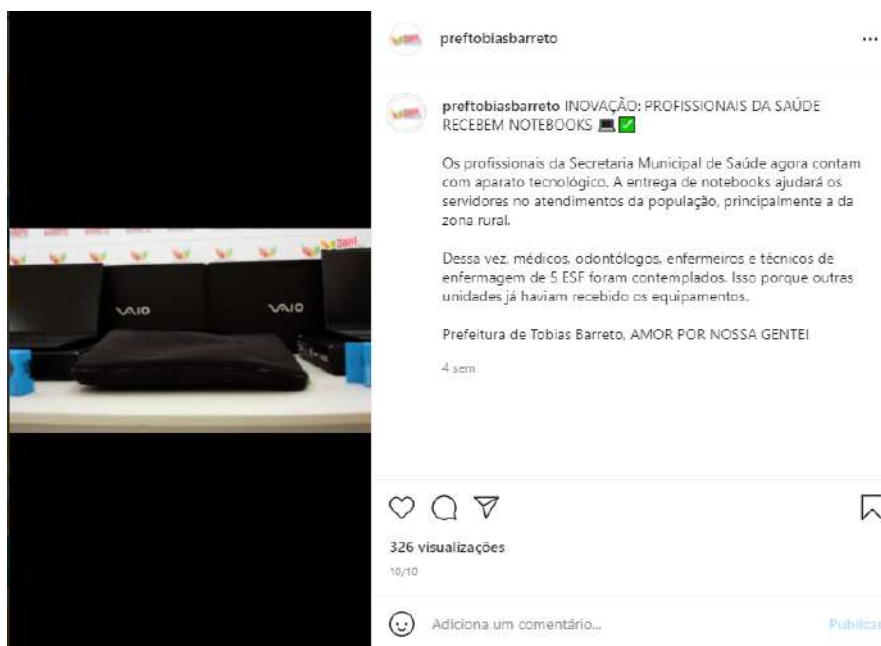 preftobiasbarreto
preftobiasbarreto INOVAÇÃO: PROFISSIONAIS DA SAÚDE
RECEBEM NOTEBOOKS 💻✅
Os profissionais da Secretaria Municipal de Saúde agora contam
com aparato tecnológico. A entrega de notebooks ajudará os
servidores no atendimentos da população, principalmente a da
zona rural.
Dessa vez, médicos, odontólogos, enfermeiros e técnicos de
enfermagem de 5 ESF foram contemplados. Isso porque outras
unidades já haviam recebido os equipamentos.
Prefeitura de Tobias Barreto, AMOR POR NOSSA GENTE!
4 sem
VAIO
VAIO
326 visualizações
10/10
Adiciona um comentário...
Publicar